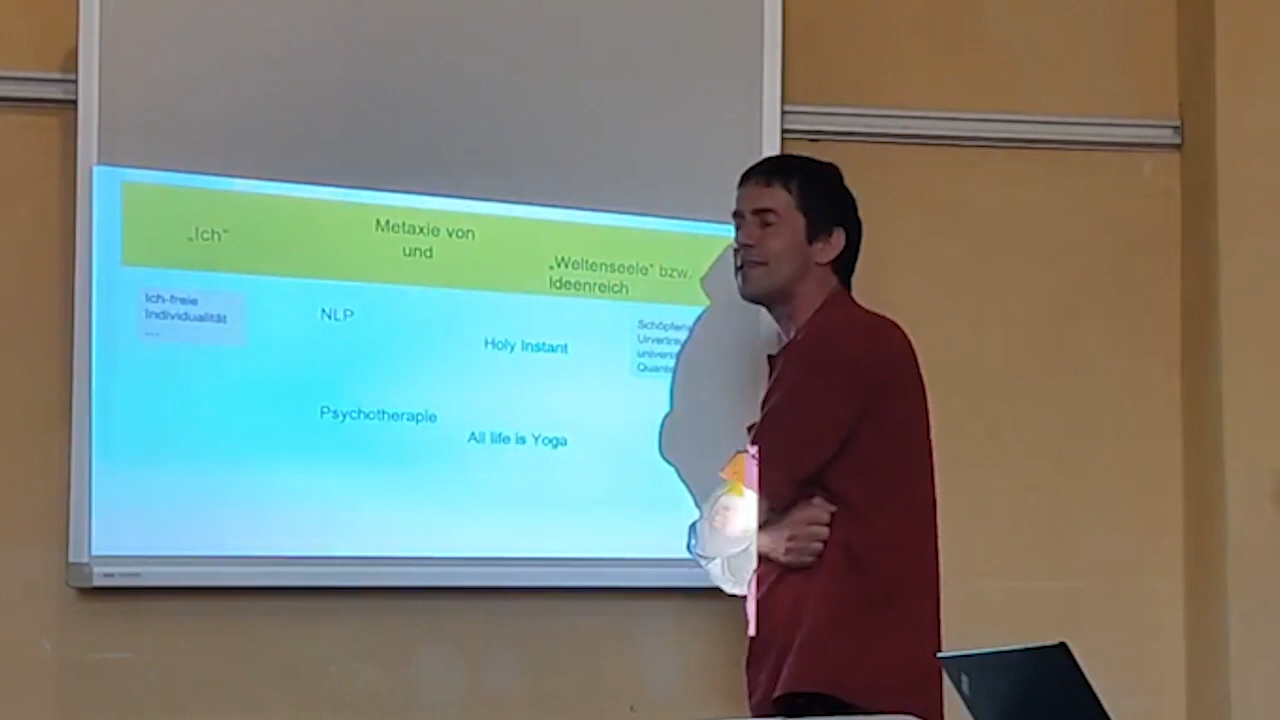 „Ich“
Metaxie von
und
„Weltenseele“ bzw.
Ideenreich
Ich-freie
Individualität
...
NLP
Holy Instant
Psychotherapie
All life is Yoga